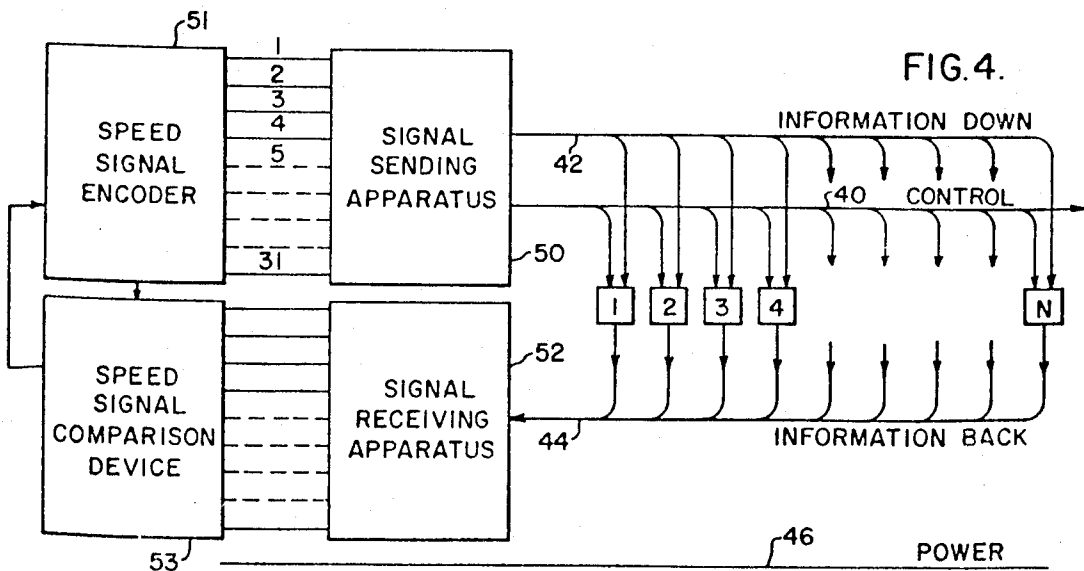 51
FIG.4.
1
2
3
4
5
31
SPEED
SIGNAL
ENCODER
SIGNAL
SENDING
APPARATUS
50
42
INFORMATION DOWN
40
CONTROL
1
2
3
4
N
SPEED
SIGNAL
COMPARISON
DEVICE
53
SIGNAL
RECEIVING
APPARATUS
52
44
INFORMATION BACK
46
POWER